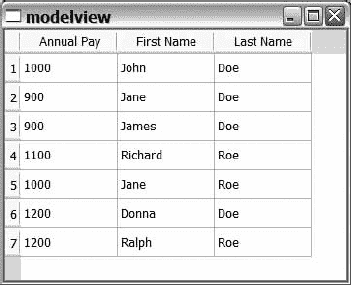 modelview
Annual Pay First Name Last Name
1 1000 John Doe
2 900 Jane Doe
3 900 James Doe
4 1100 Richard Roe
5 1000 Jane Roe
6 1200 Donna Doe
7 1200 Ralph Roe